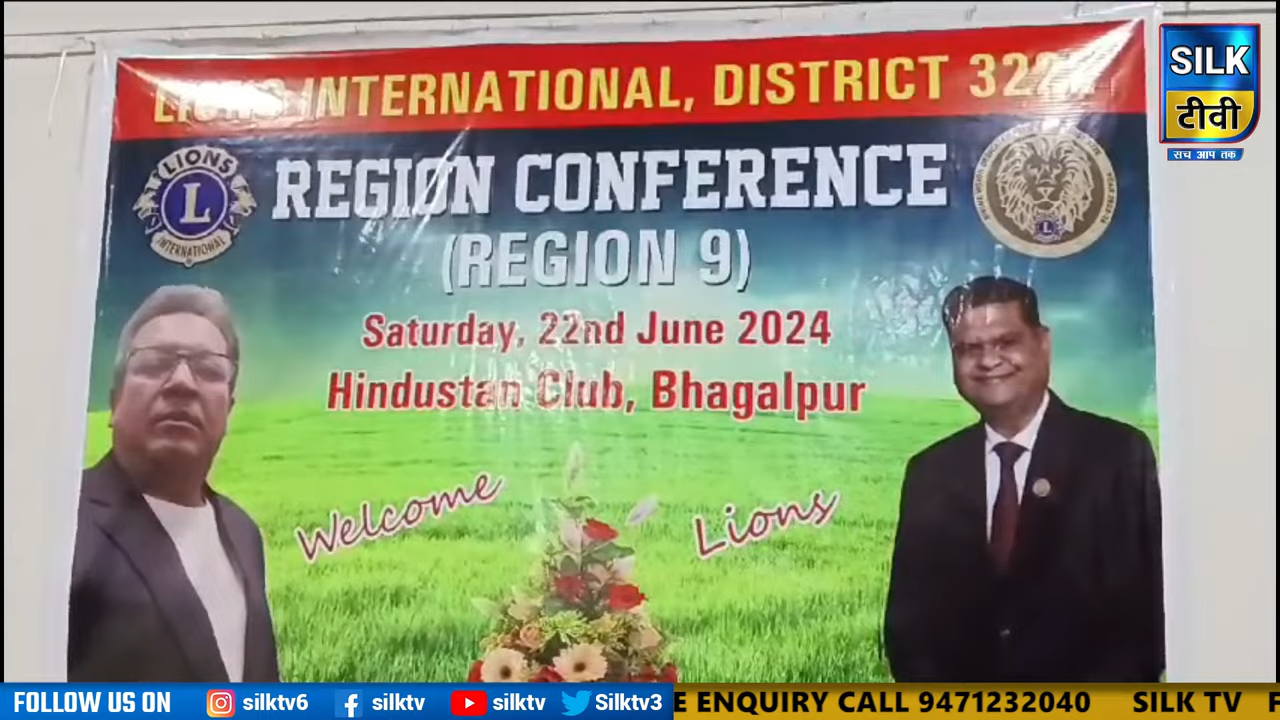 LIONS INTERNATIONAL, DISTRICT
SILK
टीवी
सच आप तक
LIONS
L
INTERNATIONAL
REGION CONFERENCE
(REGION 9)
Saturday, 22nd June 2024
Hindustan Club, Bhagalpur
Welcome
Lions
FOLLOW US ON silktv6 silktv silktv Silktv3 E ENQUIRY CALL 9471232040 SILK TV